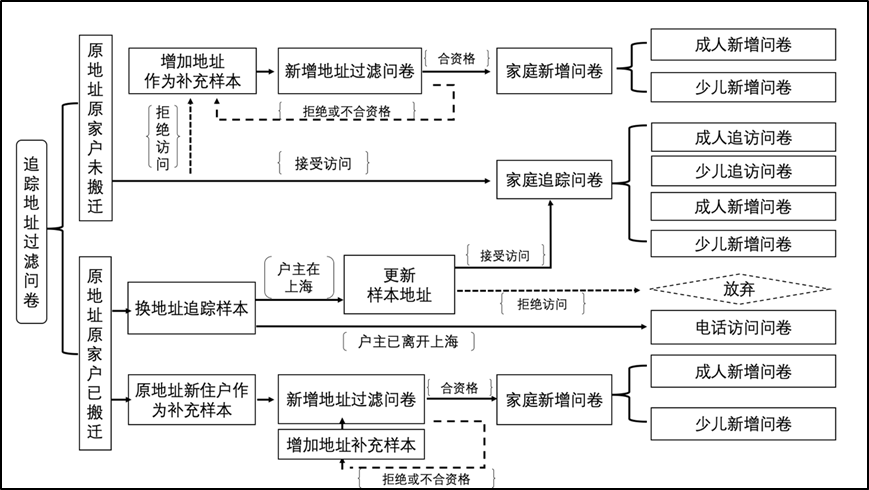 追踪地址过滤问卷
原地址原家户未搬迁
增加地址
作为补充样本
新增地址过滤问卷
合资格
家庭新增问卷
成人新增问卷
少儿新增问卷
拒绝或不合资格
拒绝访问
接受访问
家庭追踪问卷
成人追访问卷
少儿追访问卷
成人新增问卷
少儿新增问卷
原地址原家户已搬迁
换地址追踪样本
户主在
上海
更新
样本地址
接受访问
拒绝访问
放弃
户主已离开上海
电话访问问卷
原地址新住户作
为补充样本
新增地址过滤问卷
合资格
家庭新增问卷
成人新增问卷
少儿新增问卷
增加地址补充样本
拒绝或不合资格